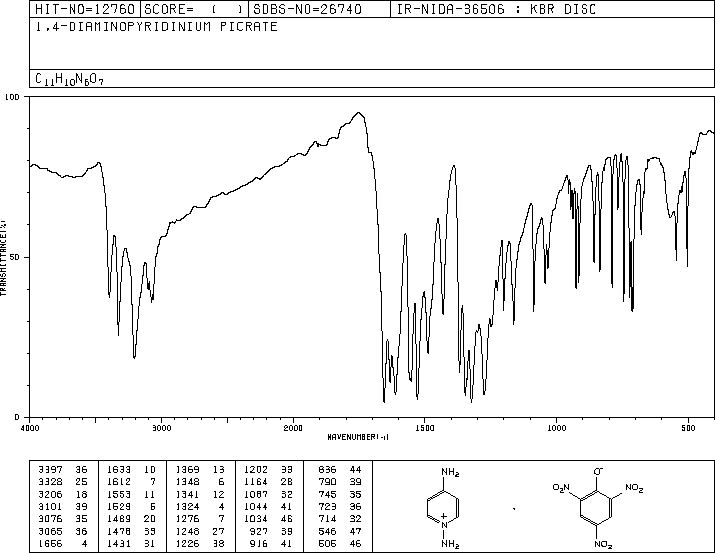 HIT-NO=12760 SCORE= ( ) SDBS-NO=26740 IR-NIDA-36506 : KBR DISC
1,4-DIAMINOPYRIDINIUM PICRATE
C11H10N6O7
100
50
0
TRANSMITTANCE(%)
4000 3000 2000 1500 1000 500
WAVENUMBER(-1)
3397 36 1633 10 1369 13 1202 33 836 44
3328 25 1612 7 1348 6 1164 28 790 39
3206 18 1553 11 1341 12 1087 32 745 35
3101 39 1529 5 1324 4 1044 41 723 36
3076 35 1489 20 1276 7 1034 46 714 32
3065 36 1478 39 1248 27 927 39 546 47
1656 4 1431 31 1226 38 916 41 505 46
NH2
N+
NH2
O-
O2N
NO2
NO2